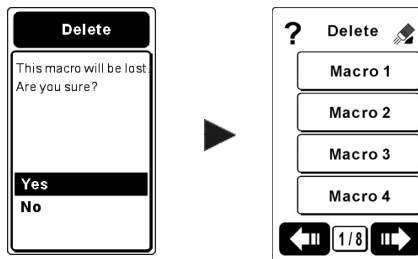 Delete
This macro will be lost.
Are you sure?
Yes
No
? Delete
Macro 1
Macro 2
Macro 3
Macro 4
1/8